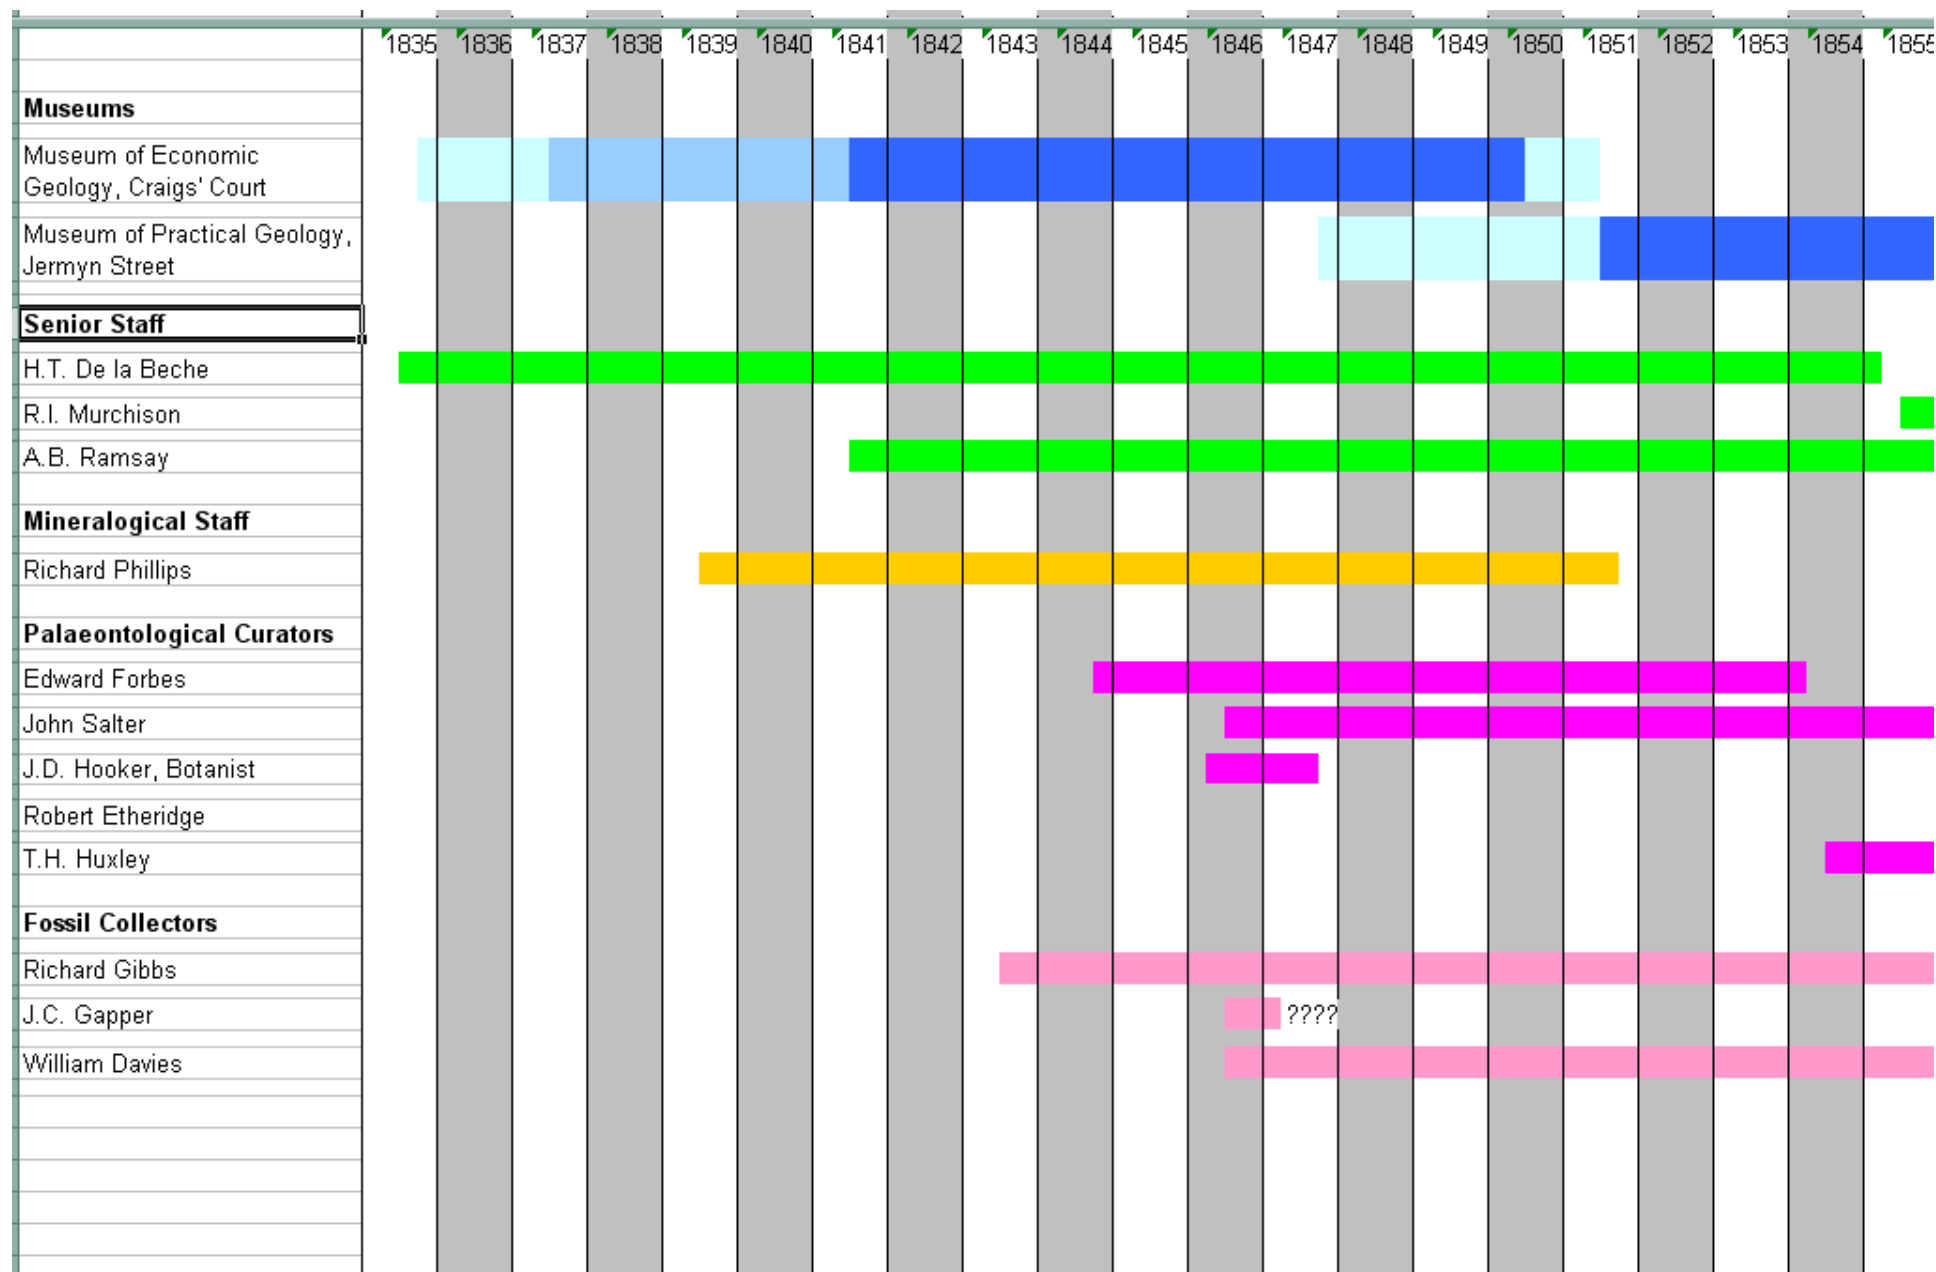 1835 1836 1837 1838 1839 1840 1841 1842 1843 1844 1845 1846 1847 1848 1849 1850 1851 1852 1853 1854 1855
Museums
Museum of Economic
Geology, Craigs' Court
Museum of Practical Geology,
Jermyn Street
Senior Staff
H.T. De la Beche
R.I. Murchison
A.B. Ramsay
Mineralogical Staff
Richard Phillips
Palaeontological Curators
Edward Forbes
John Salter
J.D. Hooker, Botanist
Robert Etheridge
T.H. Huxley
Fossil Collectors
Richard Gibbs
J.C. Gapper ????
William Davies